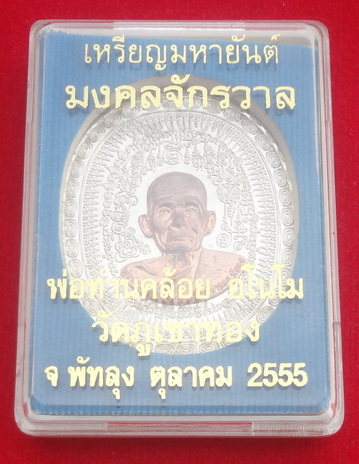 เหรียญมหายันต์
มงคลจักรวาล
พ่อท่านคล้อย อโนโม
วัดภูเขาทอง
จ พัทลุง ตุลาคม 2555